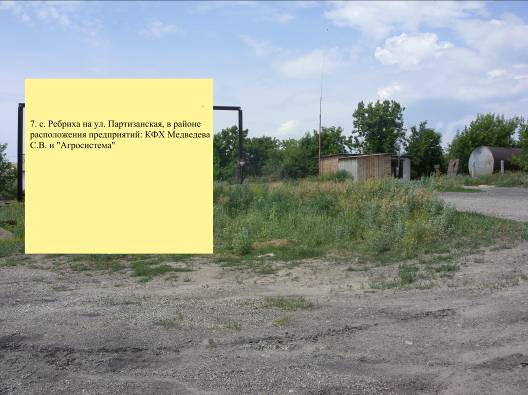 7. с. Ребриха на ул. Партизанская, в районе
расположения предприятий: КФХ Медведева
С.В. и "Агросистема"